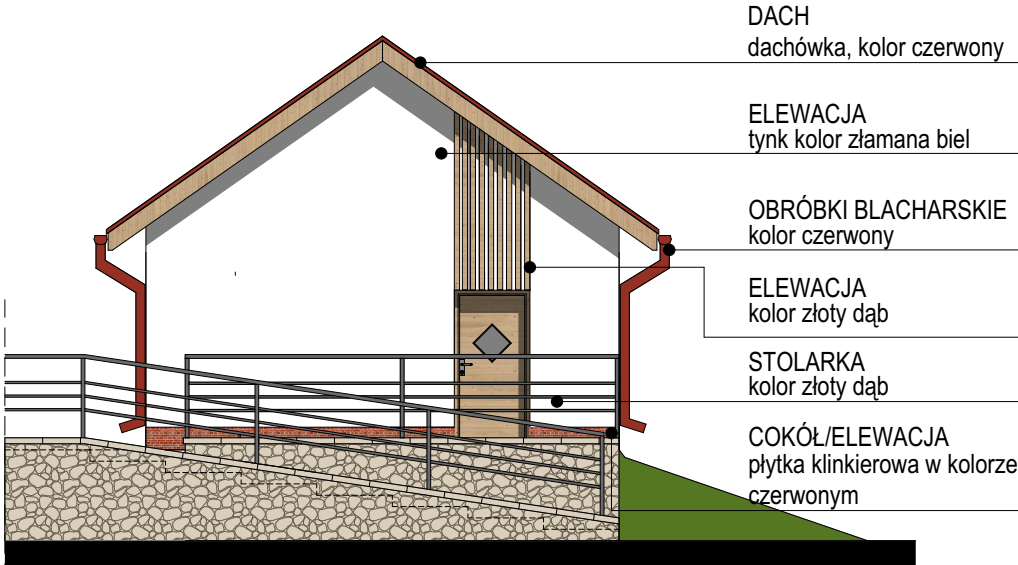 DACH
dachówka, kolor czerwony
ELEWACJA
tynk kolor złamana biel
OBRÓBKI BLACHARSKIE
kolor czerwony
ELEWACJA
kolor złoty dąb
STOLARKA
kolor złoty dąb
COKÓŁ/ELEWACJA
płytka klinkierowa w kolorze
czerwonym